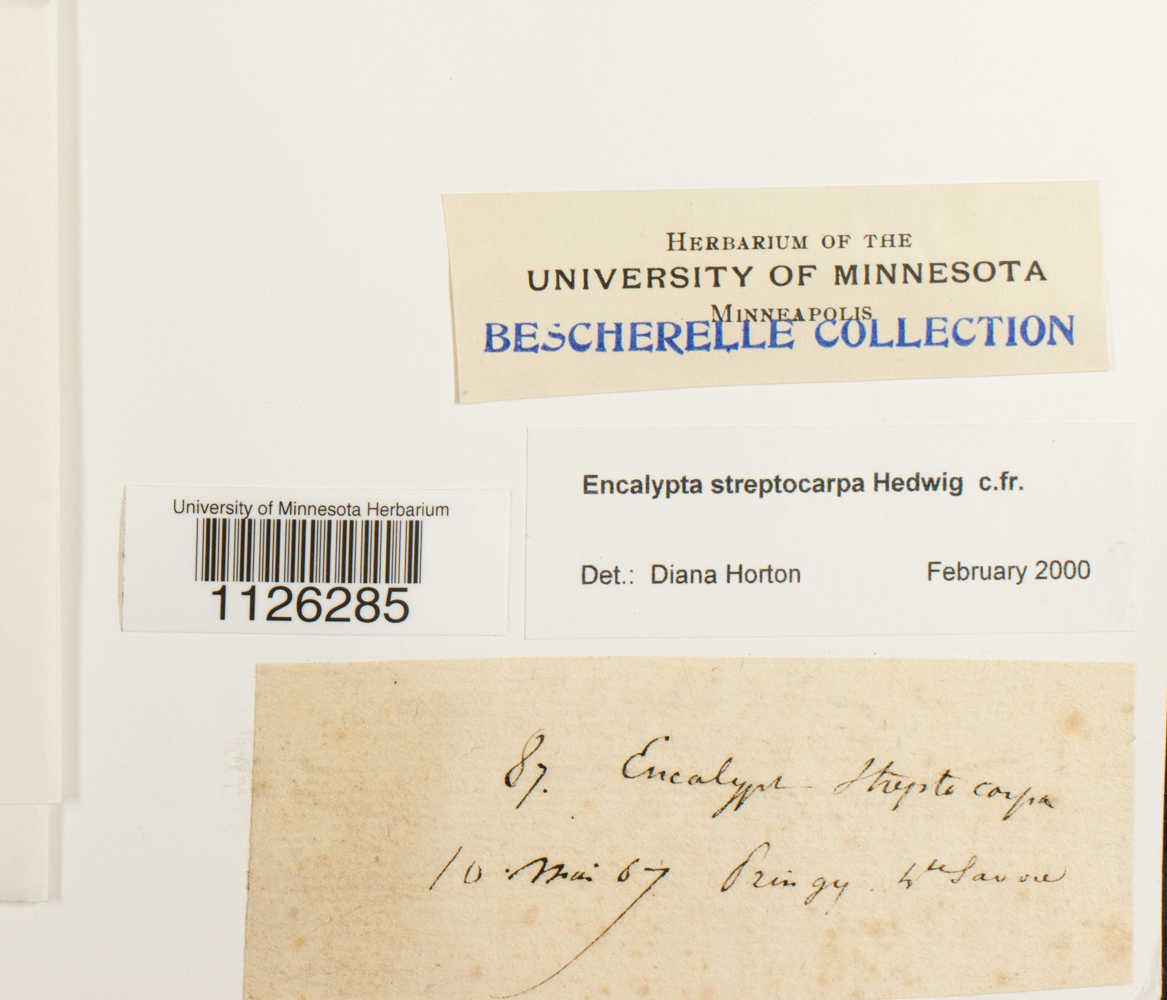 HERBARIUM OF THE
UNIVERSITY OF MINNESOTA
MINNEAPOLIS
BESCHERELLE COLLECTION
Encalypta streptocarpa Hedwig c.fr.
Det.: Diana Horton February 2000
University of Minnesota Herbarium
1126285
87. Encalypt. streptocarpa
10 Mai 67 Pringy. hte Savoie